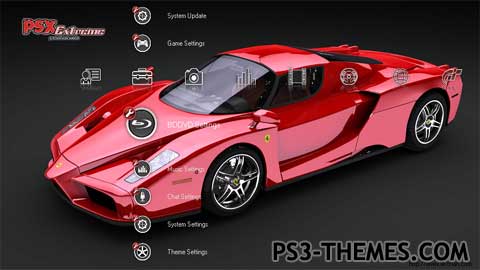 System Update
PSX Extreme
Game Settings
BD/DVD Settings
Music Settings
Chat Settings
System Settings
Theme Settings
PS3-THEMES.COM